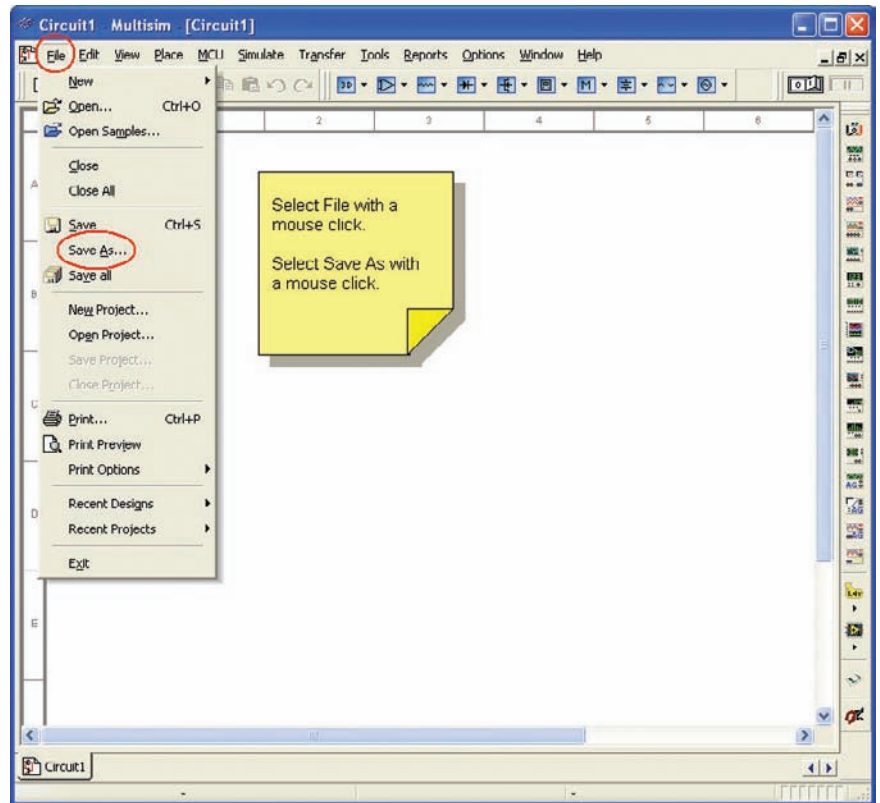 Circuit1 Multisim [Circuit1]
File Edit View Place MCU Simulate Transfer Tools Reports Options Window Help
New
Open... Ctrl+O
Open Samples...
Close
Close All
Save Ctrl+S
Save As...
Save all
New Project...
Open Project...
Save Project...
Close Project...
Print... Ctrl+P
Print Preview
Print Options
Recent Designs
Recent Projects
Exit
2 3 4 5 6
A
B
C
D
E
Select File with a
mouse click.
Select Save As with
a mouse click.
AG
Circuit1